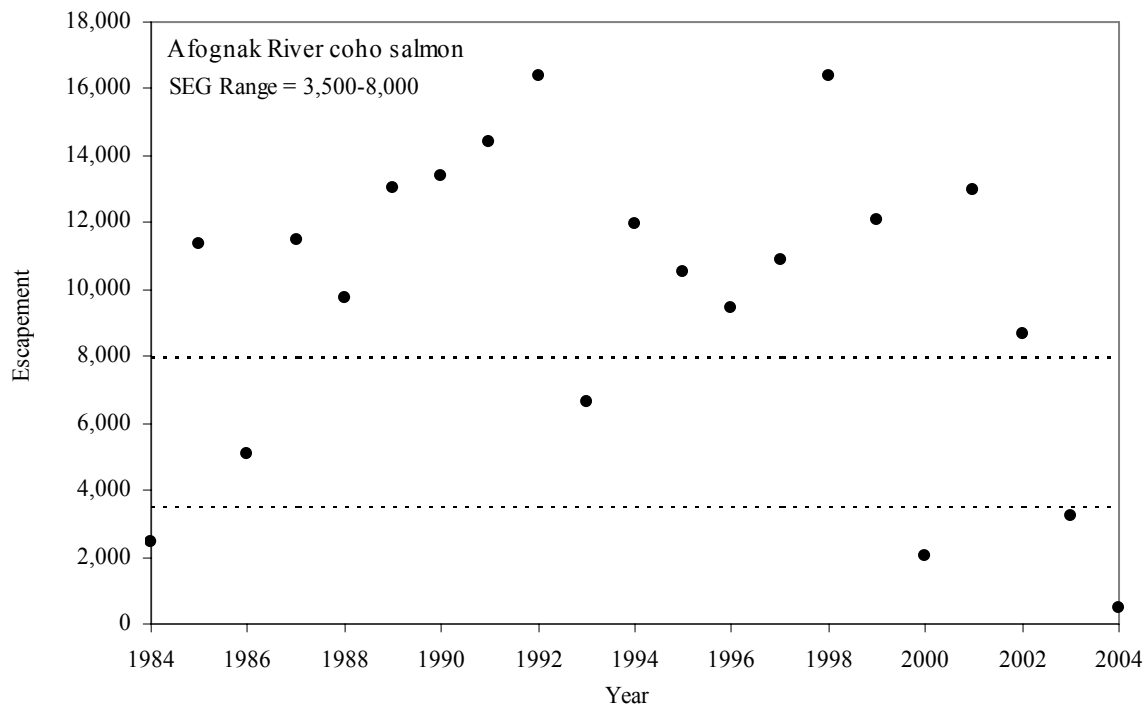 Afognak River coho salmon
SEG Range = 3,500-8,000
18,000
16,000
14,000
12,000
10,000
8,000
6,000
4,000
2,000
0
Escapement
1984 1986 1988 1990 1992 1994 1996 1998 2000 2002 2004
Year